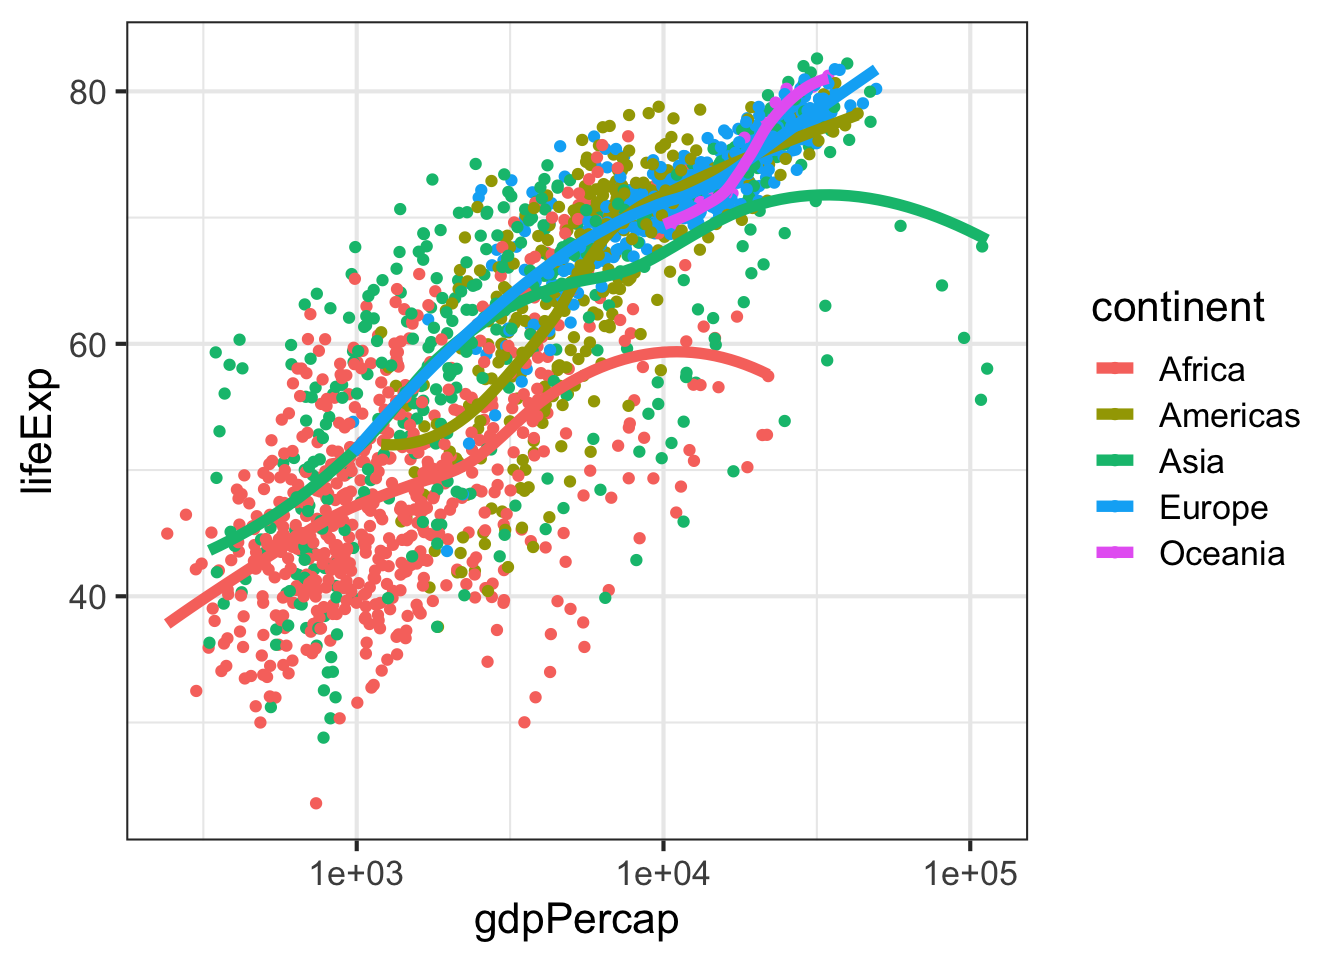 80
60
40
lifeExp
1e+03
1e+04
1e+05
gdpPercap
continent
Africa
Americas
Asia
Europe
Oceania